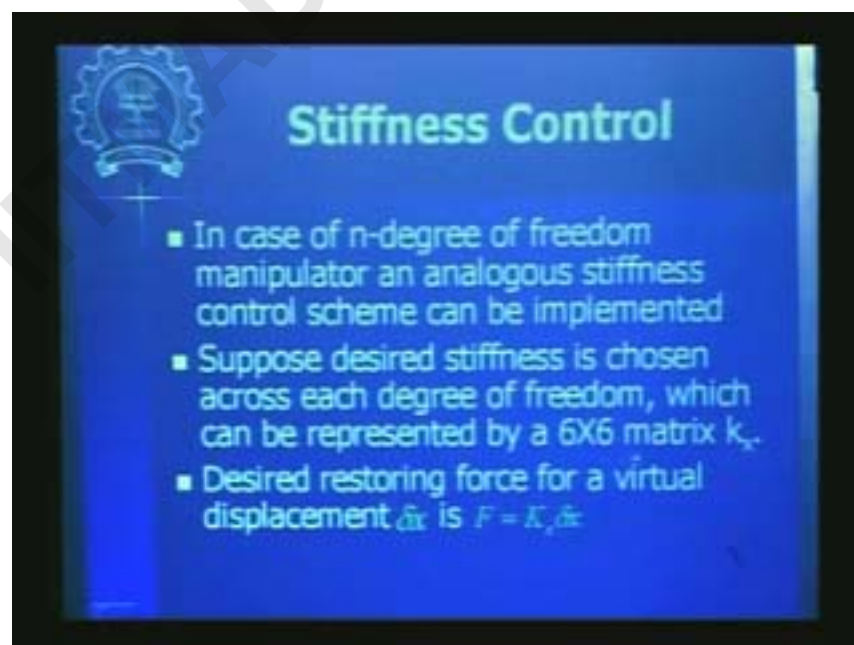 Stiffness Control
▪ In case of n-degree of freedom
manipulator an analogous stiffness
control scheme can be implemented
▪ Suppose desired stiffness is chosen
across each degree of freedom, which
can be represented by a 6X6 matrix kₓ.
▪ Desired restoring force for a virtual
displacement δx is F = Kₓδx